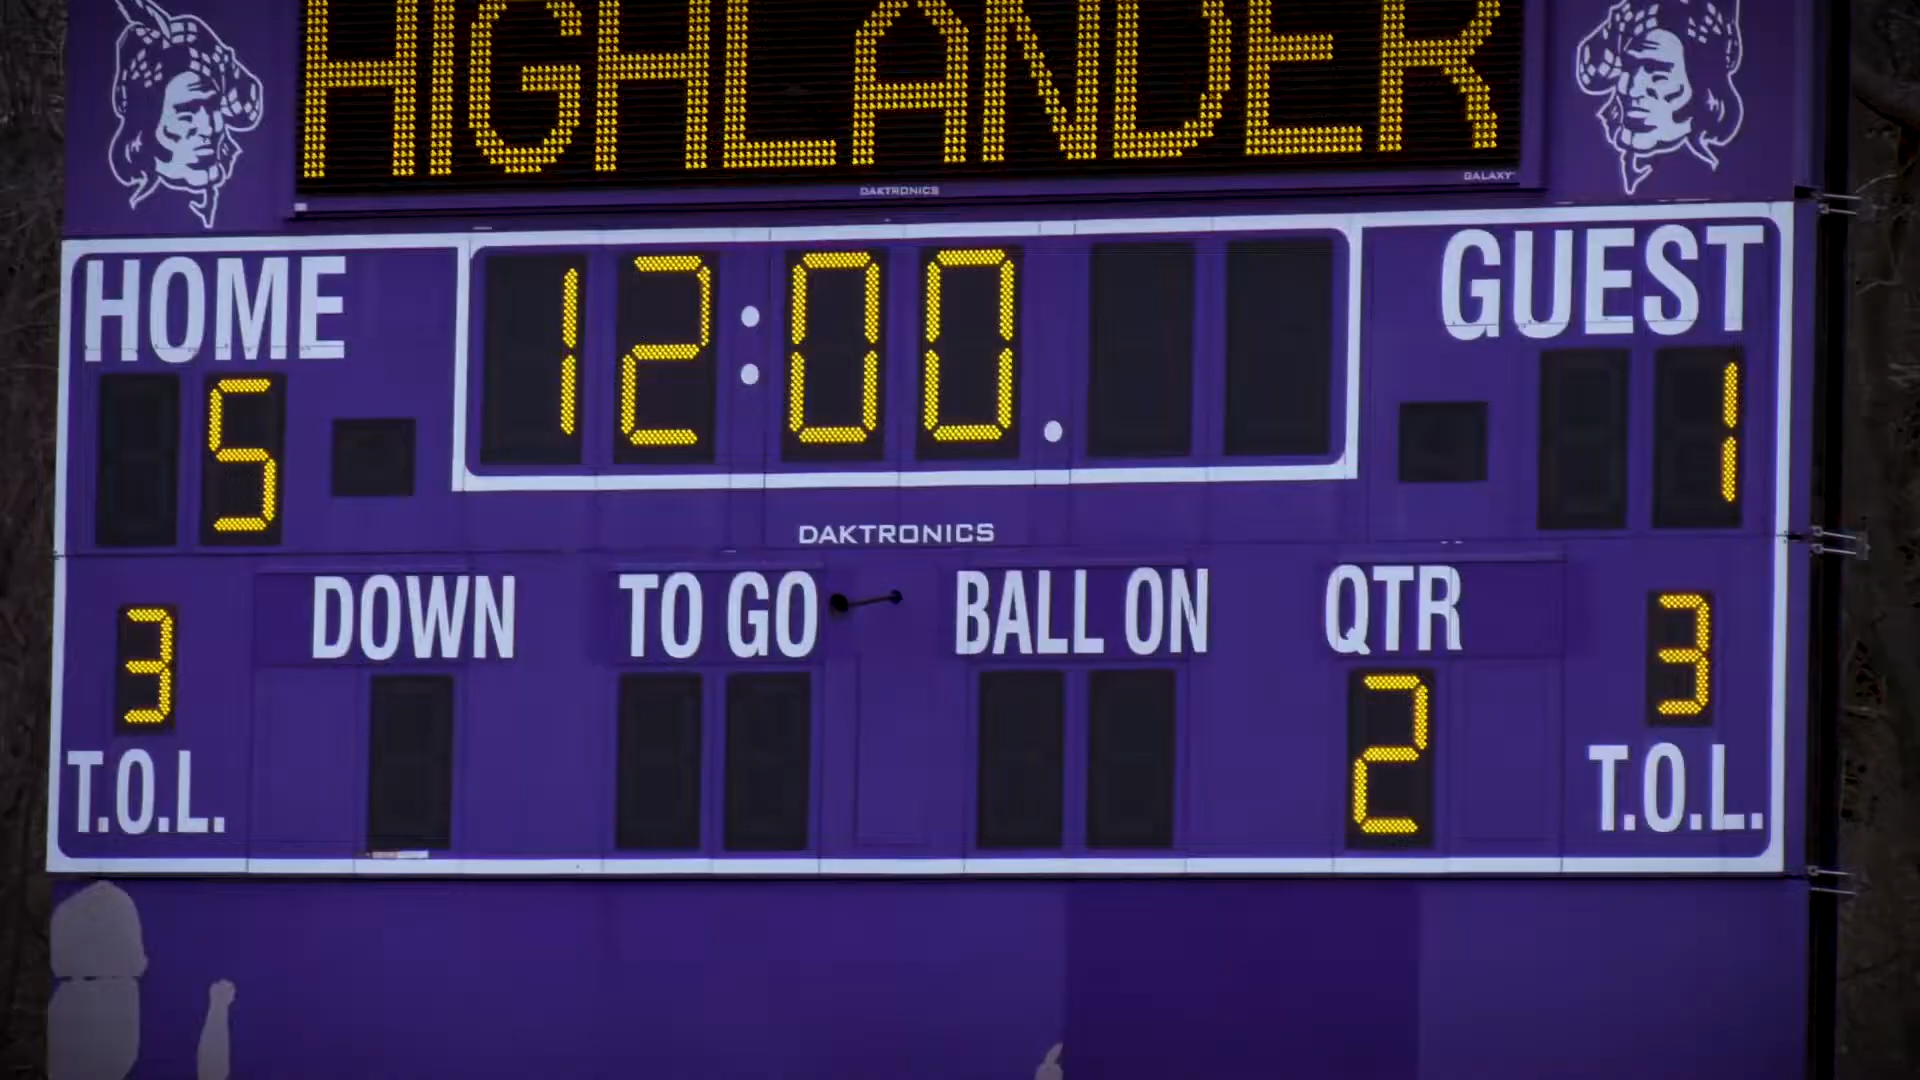 HIGHLANDER
DAKTRONICS
GALAXY
HOME 12:00. GUEST
5 1
DAKTRONICS
DOWN TO GO BALL ON QTR
3 3
2
T.O.L. T.O.L.